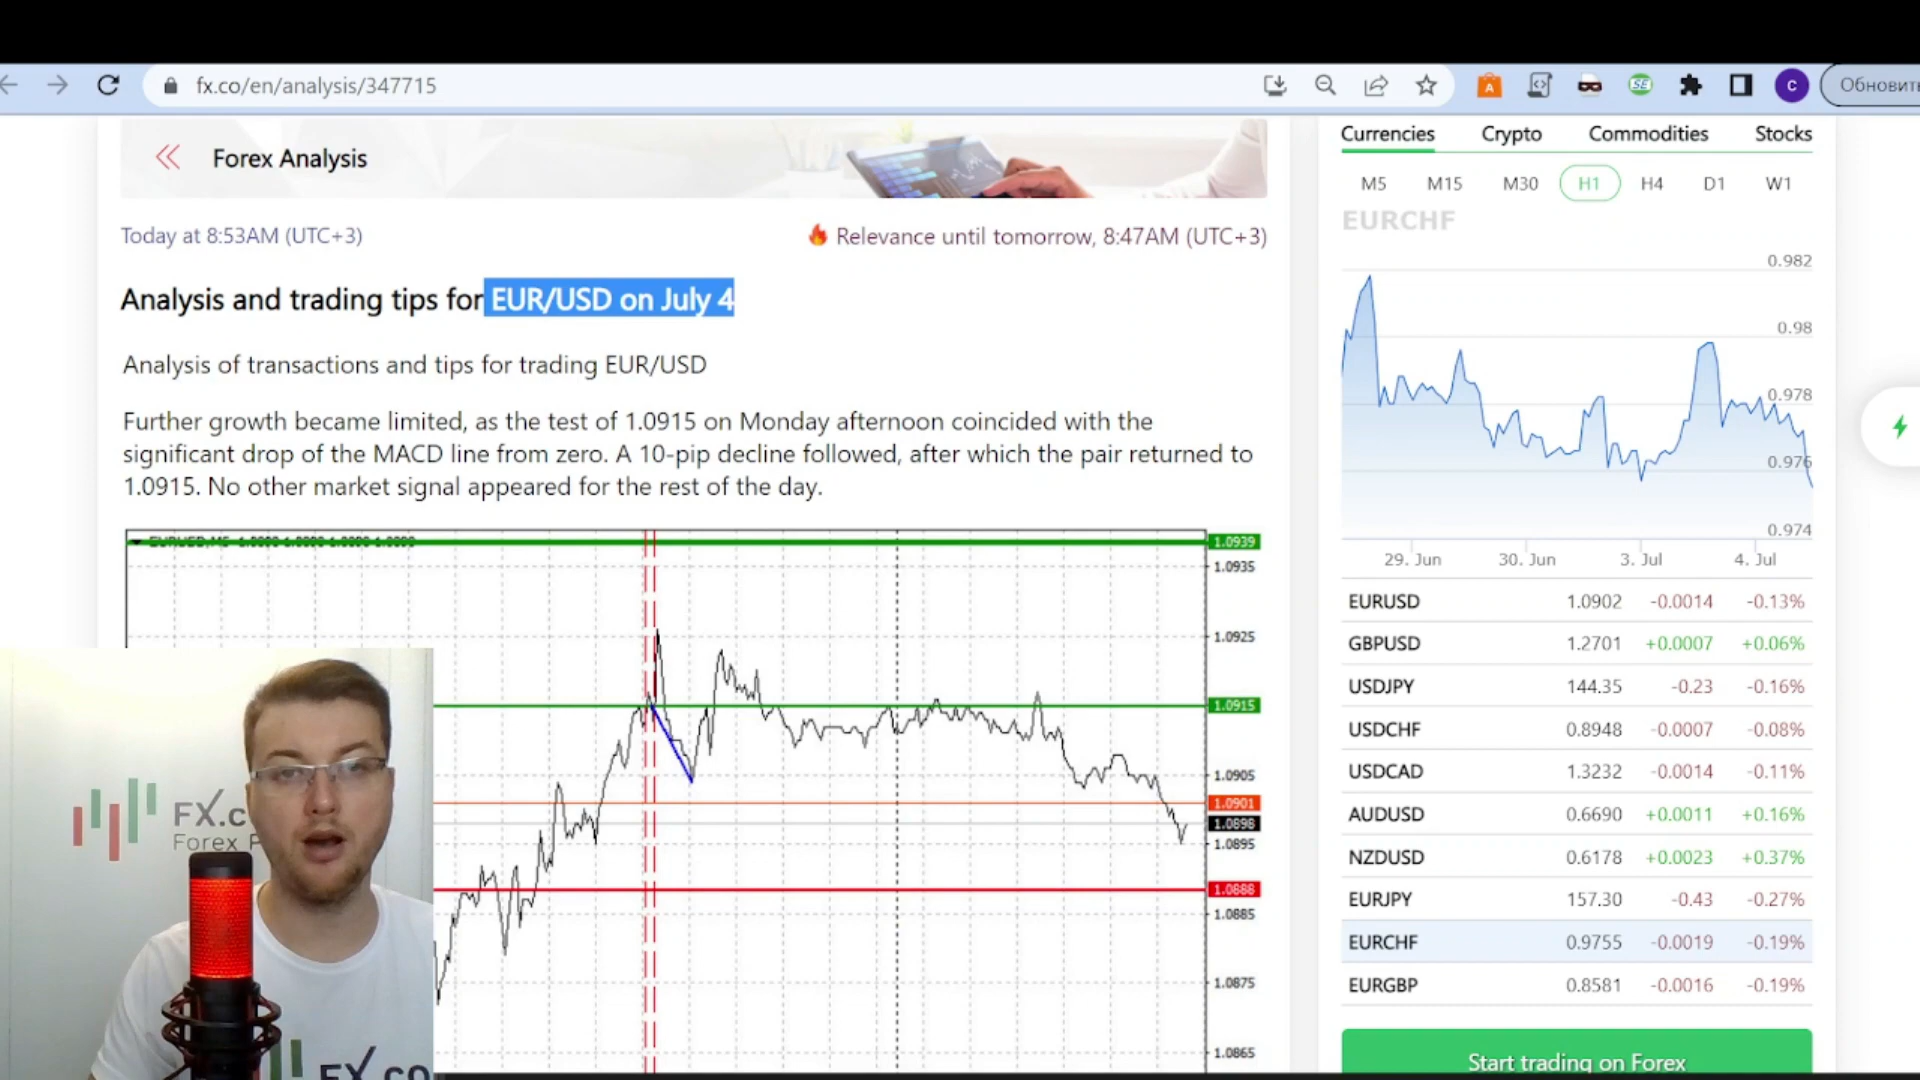 fx.co/en/analysis/347715
A
SE
C
Forex Analysis
Today at 8:53AM (UTC+3)
Relevance until tomorrow, 8:47AM (UTC+3)
Analysis and trading tips for EUR/USD on July 4
Analysis of transactions and tips for trading EUR/USD
Further growth became limited, as the test of 1.0915 on Monday afternoon coincided with the
significant drop of the MACD line from zero. A 10-pip decline followed, after which the pair returned to
1.0915. No other market signal appeared for the rest of the day.
1.0939
1.0935
1.0925
1.0915
1.0905
1.0901
1.0898
1.0895
1.0888
1.0885
1.0875
1.0865
Forex
FX.co
Currencies Crypto Commodities Stocks
M5 M15 M30 H1 H4 D1 W1
EURCHF
0.982
0.98
0.978
0.976
0.974
29. Jun 30. Jun 3. Jul 4. Jul
EURUSD 1.0902 -0.0014 -0.13%
GBPUSD 1.2701 +0.0007 +0.06%
USDJPY 144.35 -0.23 -0.16%
USDCHF 0.8948 -0.0007 -0.08%
USDCAD 1.3232 -0.0014 -0.11%
AUDUSD 0.6690 +0.0011 +0.16%
NZDUSD 0.6178 +0.0023 +0.37%
EURJPY 157.30 -0.43 -0.27%
EURCHF 0.9755 -0.0019 -0.19%
EURGBP 0.8581 -0.0016 -0.19%
Start trading on Forex